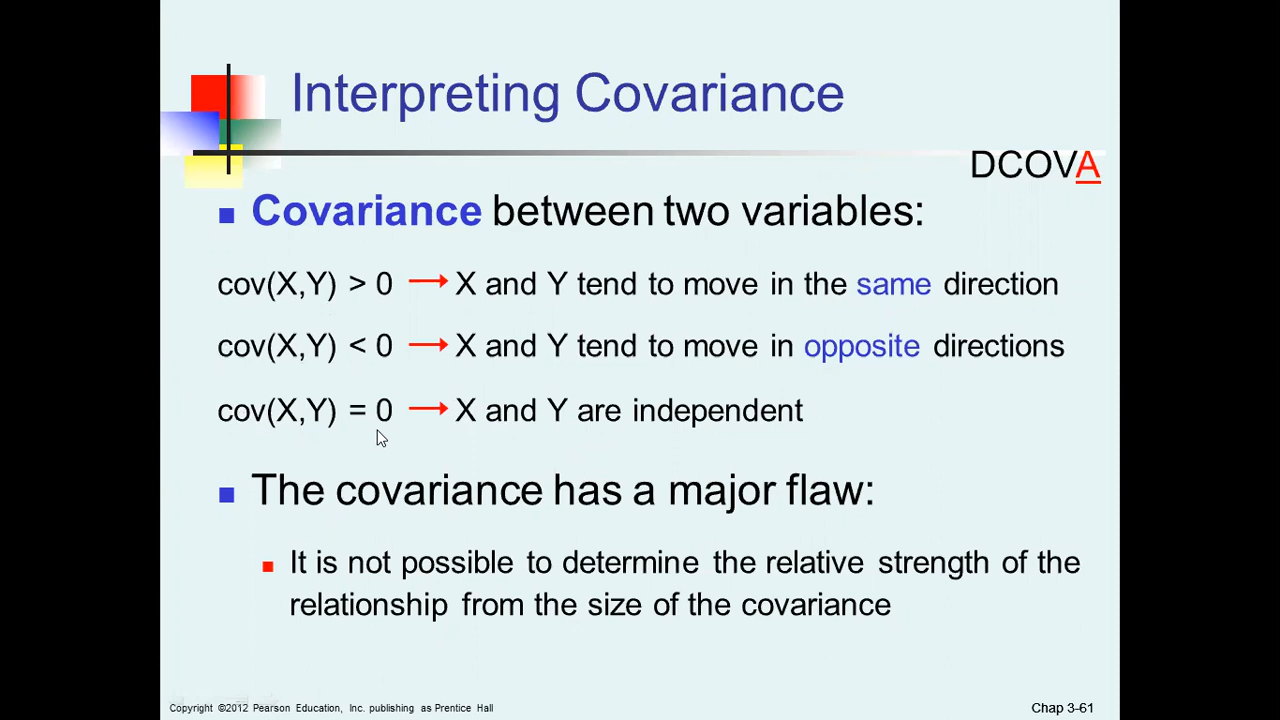 Interpreting Covariance
DCOVA
Covariance between two variables:
cov(X,Y) > 0 → X and Y tend to move in the same direction
cov(X,Y) < 0 → X and Y tend to move in opposite directions
cov(X,Y) = 0 → X and Y are independent
The covariance has a major flaw:
It is not possible to determine the relative strength of the
relationship from the size of the covariance
Copyright ©2012 Pearson Education, Inc. publishing as Prentice Hall
Chap 3-61